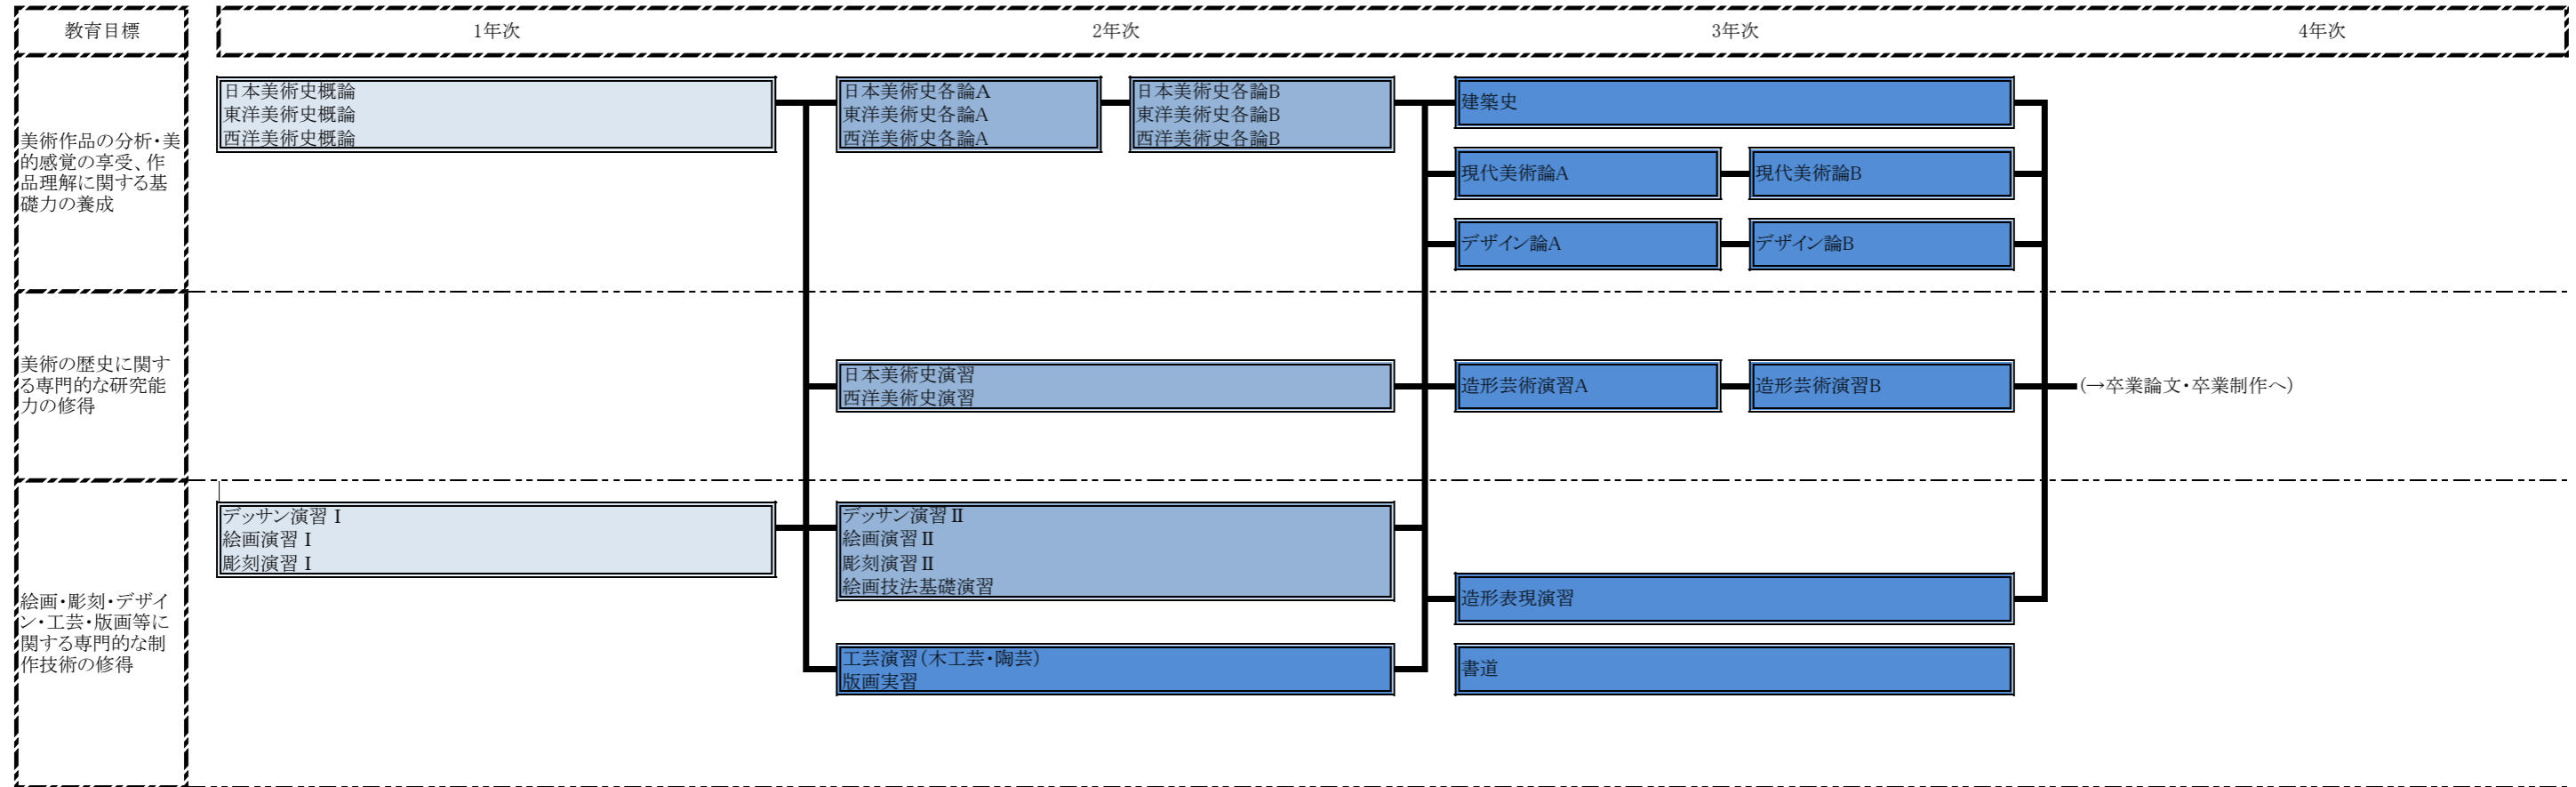 教育目標
1年次
2年次
3年次
4年次
美術作品の分析・美
的感覚の享受、作
品理解に関する基
礎力の養成
日本美術史概論
東洋美術史概論
西洋美術史概論
日本美術史各論A
東洋美術史各論A
西洋美術史各論A
日本美術史各論B
東洋美術史各論B
西洋美術史各論B
建築史
現代美術論A
現代美術論B
デザイン論A
デザイン論B
美術の歴史に関す
る専門的な研究能
力の修得
日本美術史演習
西洋美術史演習
造形芸術演習A
造形芸術演習B
(→卒業論文・卒業制作へ)
絵画・彫刻・デザイ
ン・工芸・版画等に
関する専門的な制
作技術の修得
デッサン演習Ⅰ
絵画演習Ⅰ
彫刻演習Ⅰ
デッサン演習Ⅱ
絵画演習Ⅱ
彫刻演習Ⅱ
絵画技法基礎演習
造形表現演習
工芸演習(木工芸・陶芸)
版画実習
書道